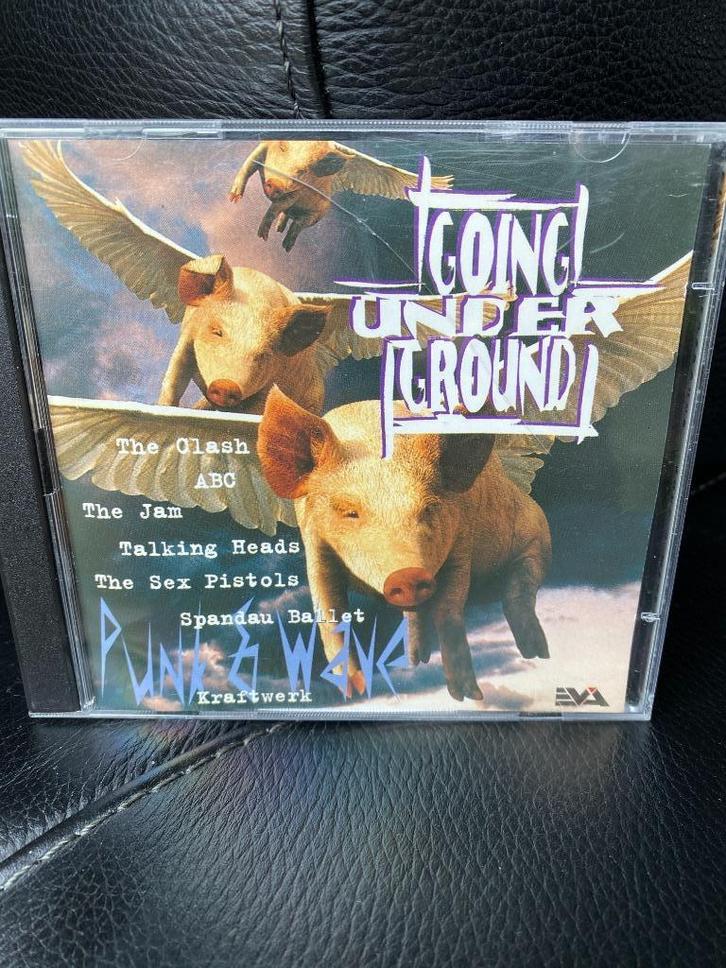 GOING
UNDER
GROUND
The Clash
ABC
The Jam
Talking Heads
The Sex Pistols
Spandau Ballet
Punk & Wave
Kraftwerk
EVA